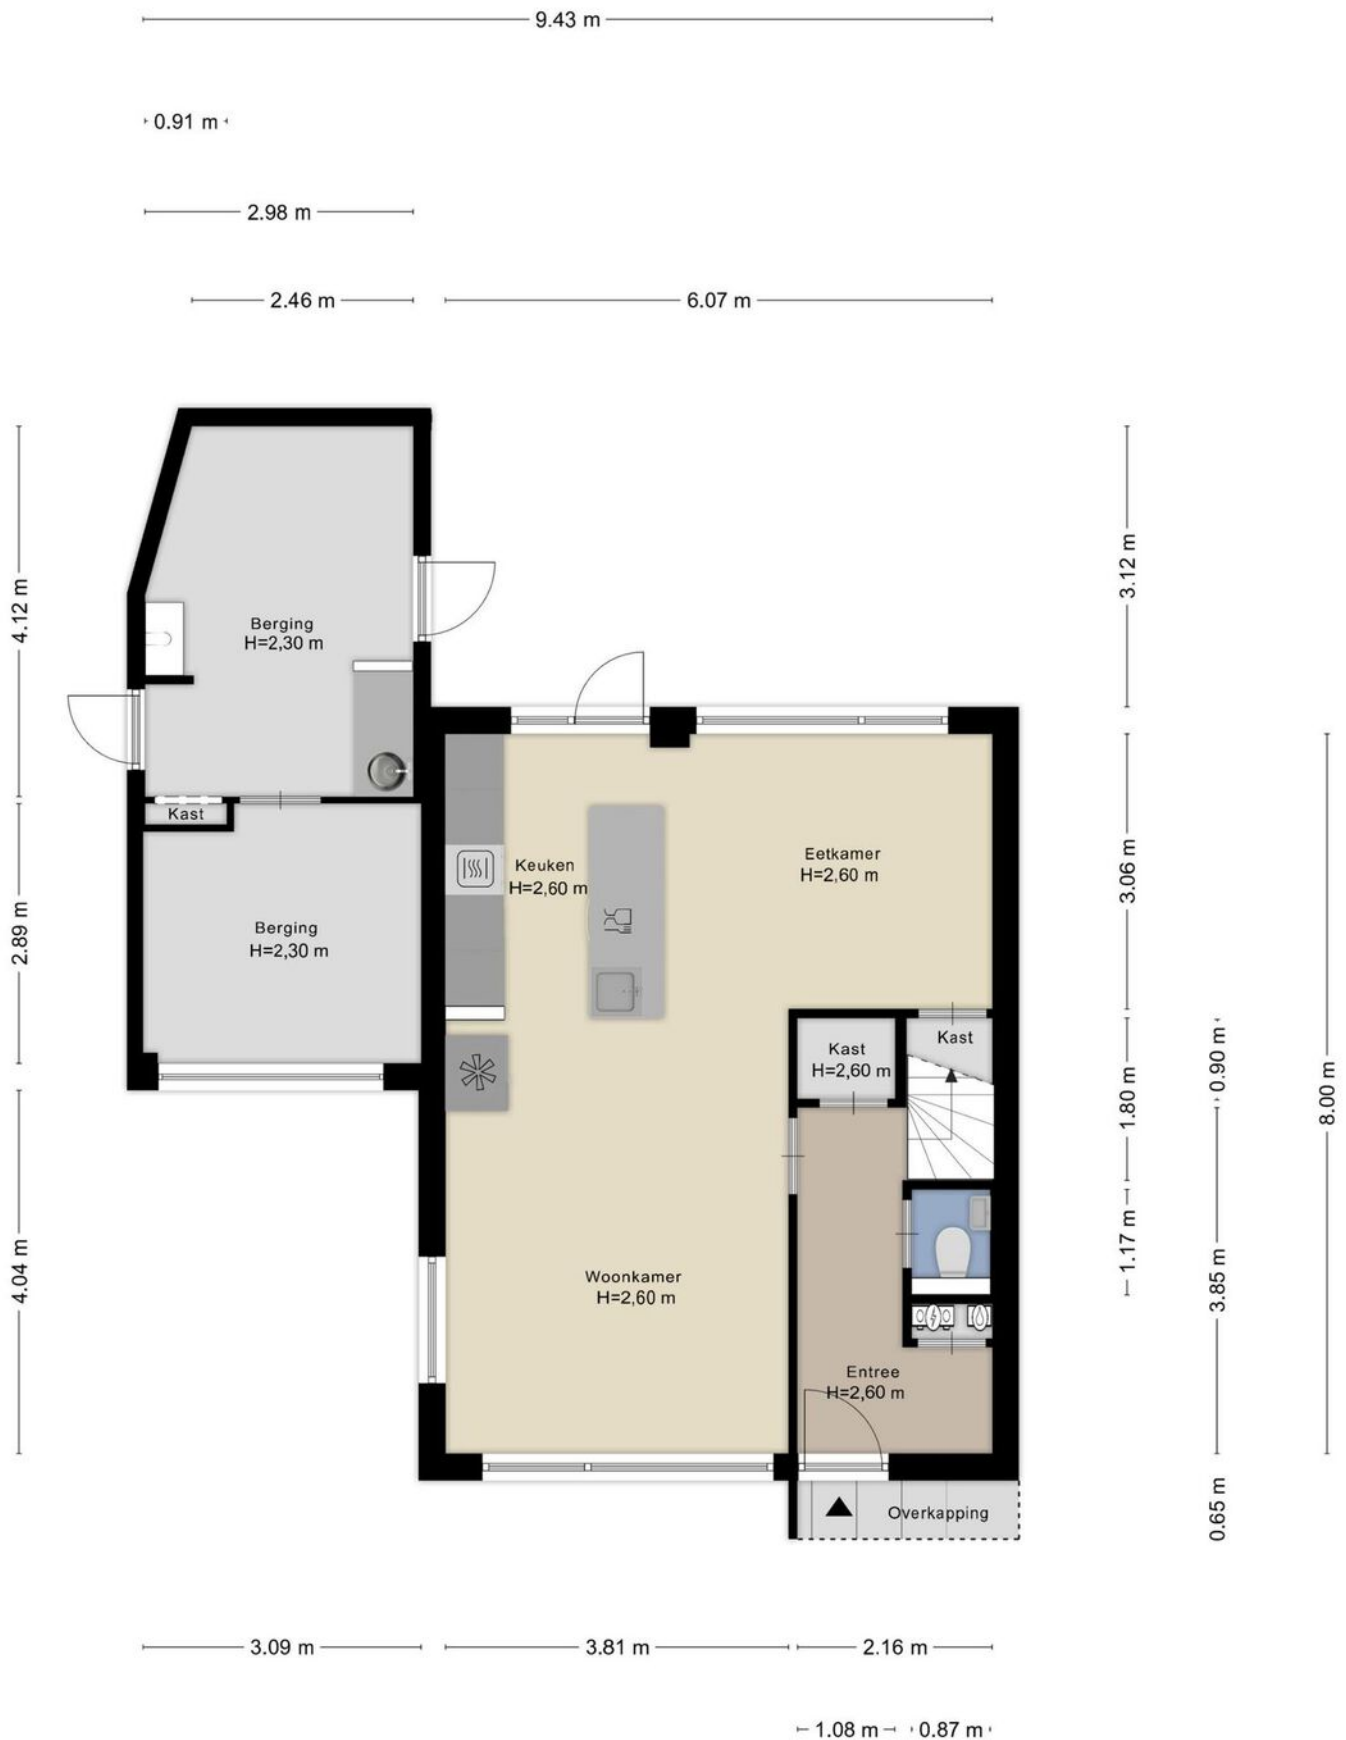 9.43 m
0.91 m
2.98 m
2.46 m
6.07 m
4.12 m
3.12 m
Berging
H=2,30 m
Kast
Keuken
H=2,60 m
Eetkamer
H=2,60 m
3.06 m
2.89 m
Berging
H=2,30 m
Kast
H=2,60 m
Kast
1.80 m
0.90 m
8.00 m
4.04 m
Woonkamer
H=2,60 m
1.17 m
3.85 m
Entree
H=2,60 m
Overkapping
0.65 m
3.09 m
3.81 m
2.16 m
1.08 m
0.87 m